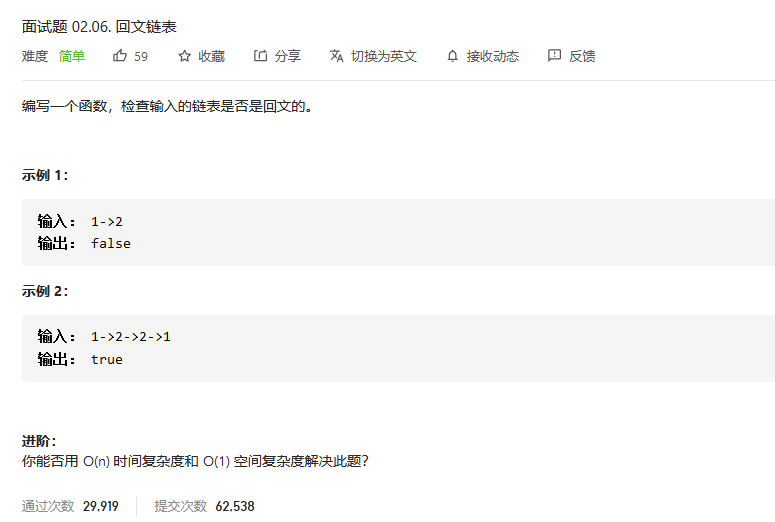 面试题 02.06. 回文链表
难度 简单 59 收藏 分享 切换为英文 接收动态 反馈
编写一个函数，检查输入的链表是否是回文的。
示例 1：
输入： 1->2
输出： false
示例 2：
输入： 1->2->2->1
输出： true
进阶：
你能否用 O(n) 时间复杂度和 O(1) 空间复杂度解决此题？
通过次数 29,919 提交次数 62,538